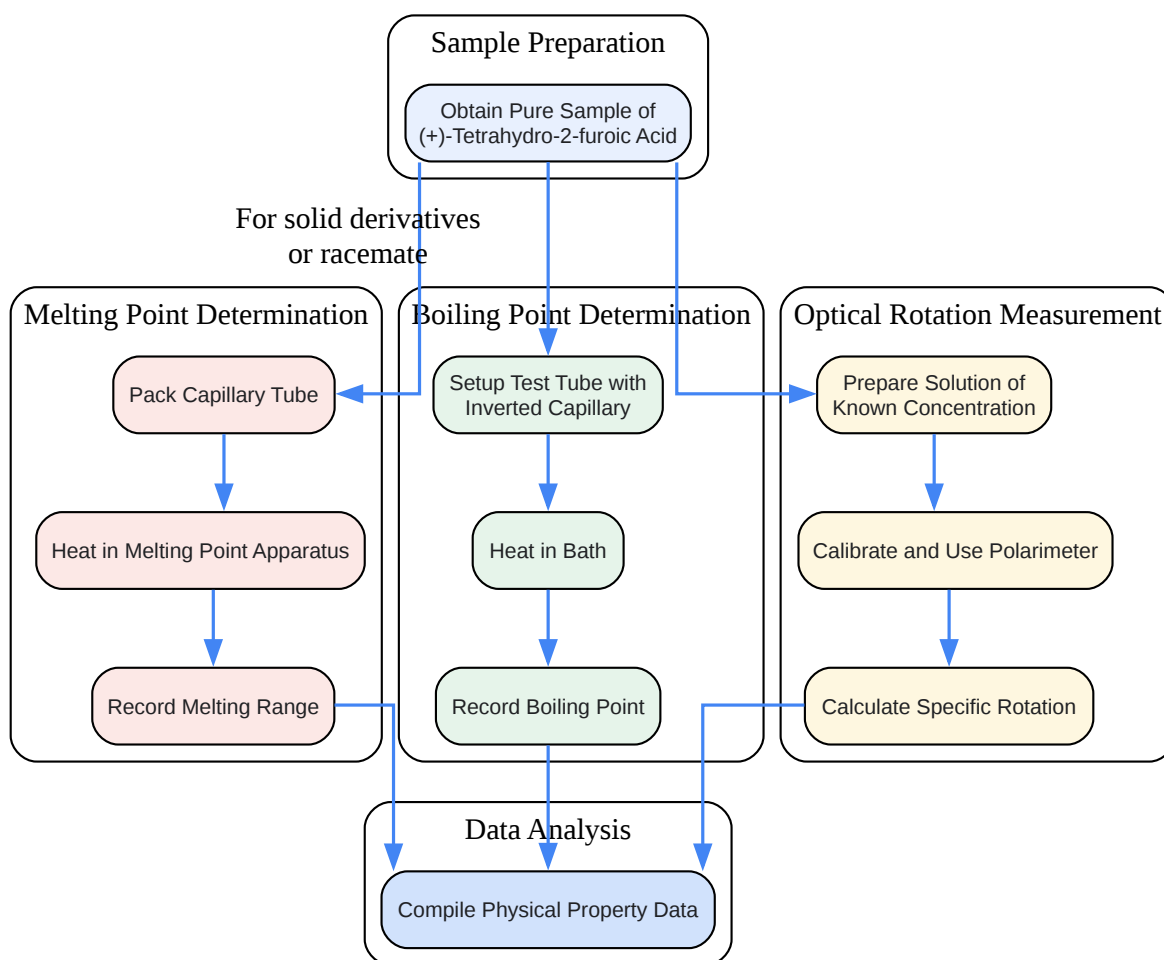 Sample Preparation
Obtain Pure Sample of
(+)-Tetrahydro-2-furoic Acid
For solid derivatives
or racemate
Melting Point Determination
Pack Capillary Tube
Heat in Melting Point Apparatus
Record Melting Range
Boiling Point Determination
Setup Test Tube with
Inverted Capillary
Heat in Bath
Record Boiling Point
Optical Rotation Measurement
Prepare Solution of
Known Concentration
Calibrate and Use Polarimeter
Calculate Specific Rotation
Data Analysis
Compile Physical Property Data